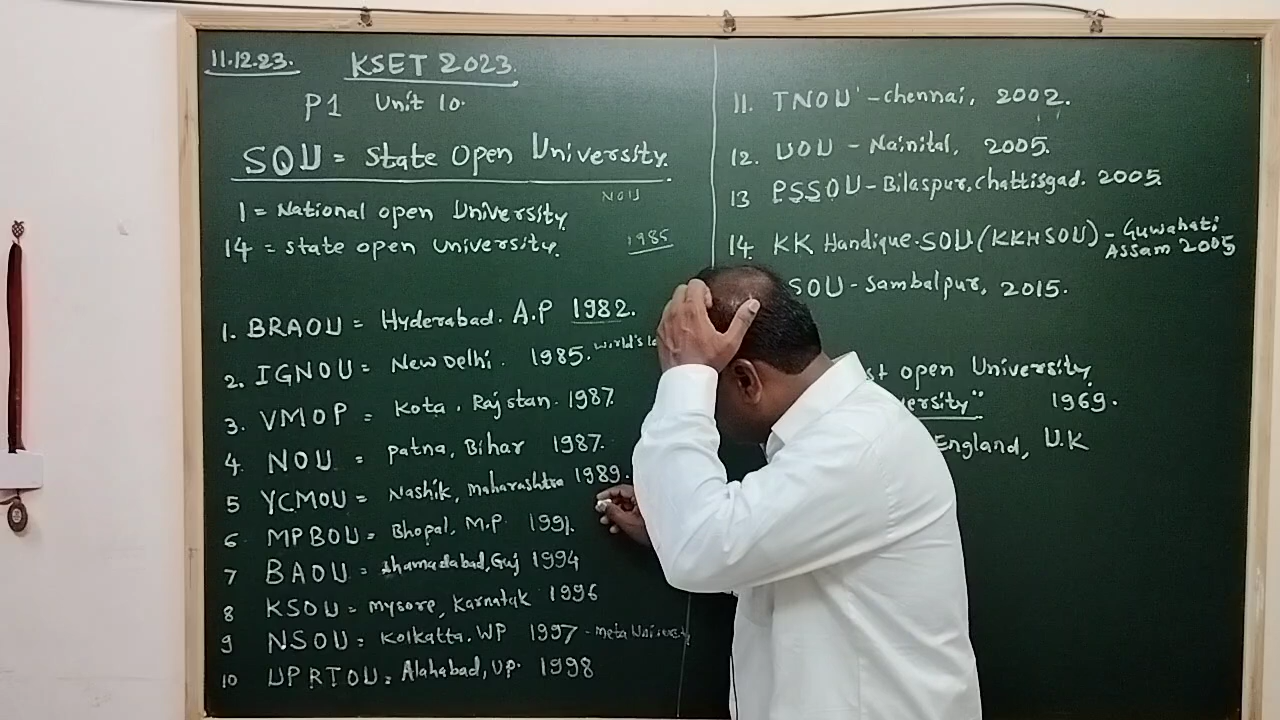 11.12.23.
KSET 2023.
P1 Unit 10.
SOU = State Open University.
NOU
1 = National open University
14 = state open university.
1985
1. BRAOU = Hyderabad. A.P 1982.
2. IGNOU = New Delhi. 1985. World's
3. VMOP = Kota, Rajstan. 1987.
4. NOU = patna, Bihar 1987.
5 YCMOU = Nashik, Maharashtra 1989.
6. MPBOU = Bhopal, M.P. 1991.
7 BAOU = Guj 1994
8 KSOU = mysore, Karnatak 1996
9 NSOU = Kolkatta. WP 1997 - meta
10 UPRTOU = Alahabad, UP. 1998
11. TNOU - chennai, 2002.
12. UOU - Nainital, 2005.
13 PSSOU - Bilaspur, chattisgad. 2005
14. KK Handique. SOU (KKHSOU) - Guwahati
Assam 2005
SOU - Sambalpur, 2015.
open University
1969.
England, U.K